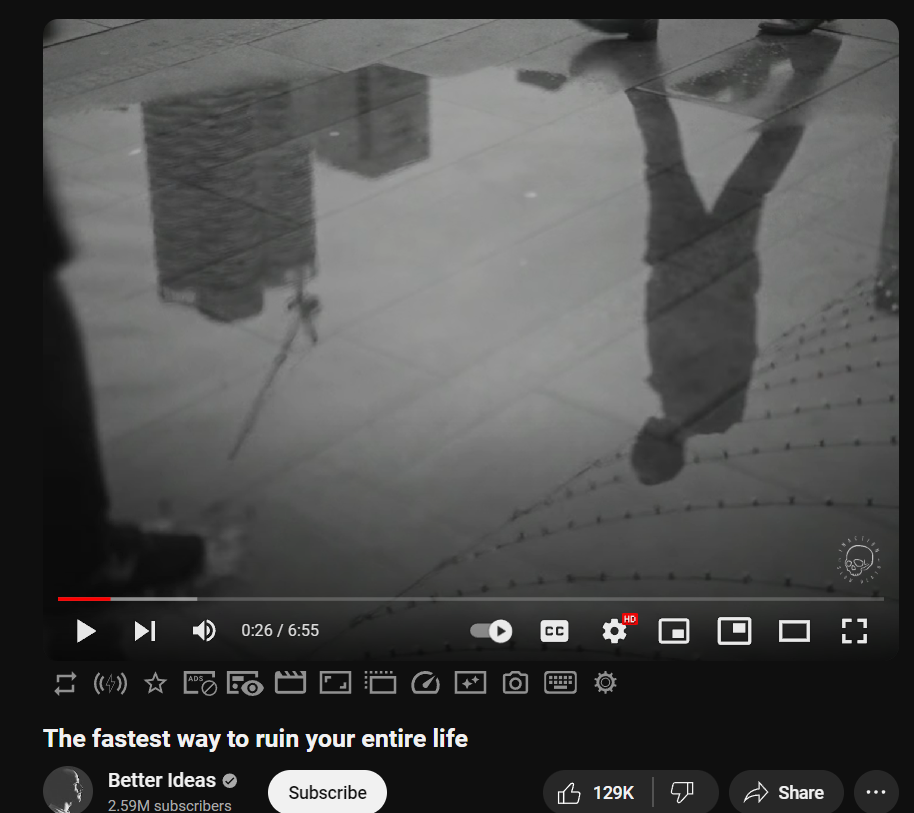 HD
CC
0:26 / 6:55
ADS
The fastest way to ruin your entire life
Better Ideas
2.59M subscribers
Subscribe
129K
Share